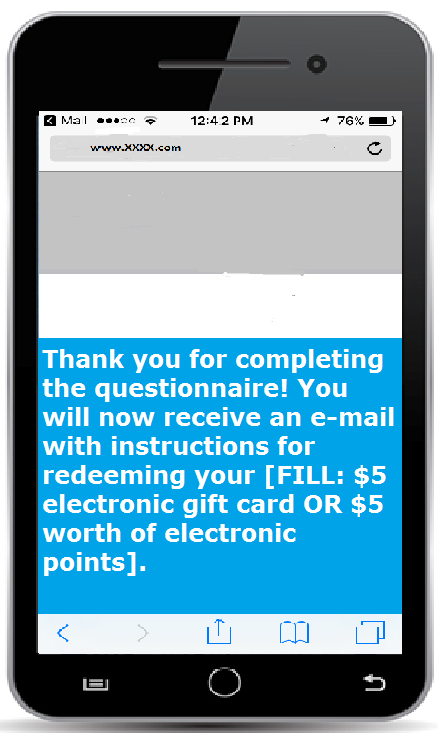 Mail 12:42 PM 76%
www.XXXX.com
Thank you for completing
the questionnaire! You
will now receive an e-mail
with instructions for
redeeming your [FILL: $5
electronic gift card OR $5
worth of electronic
points].